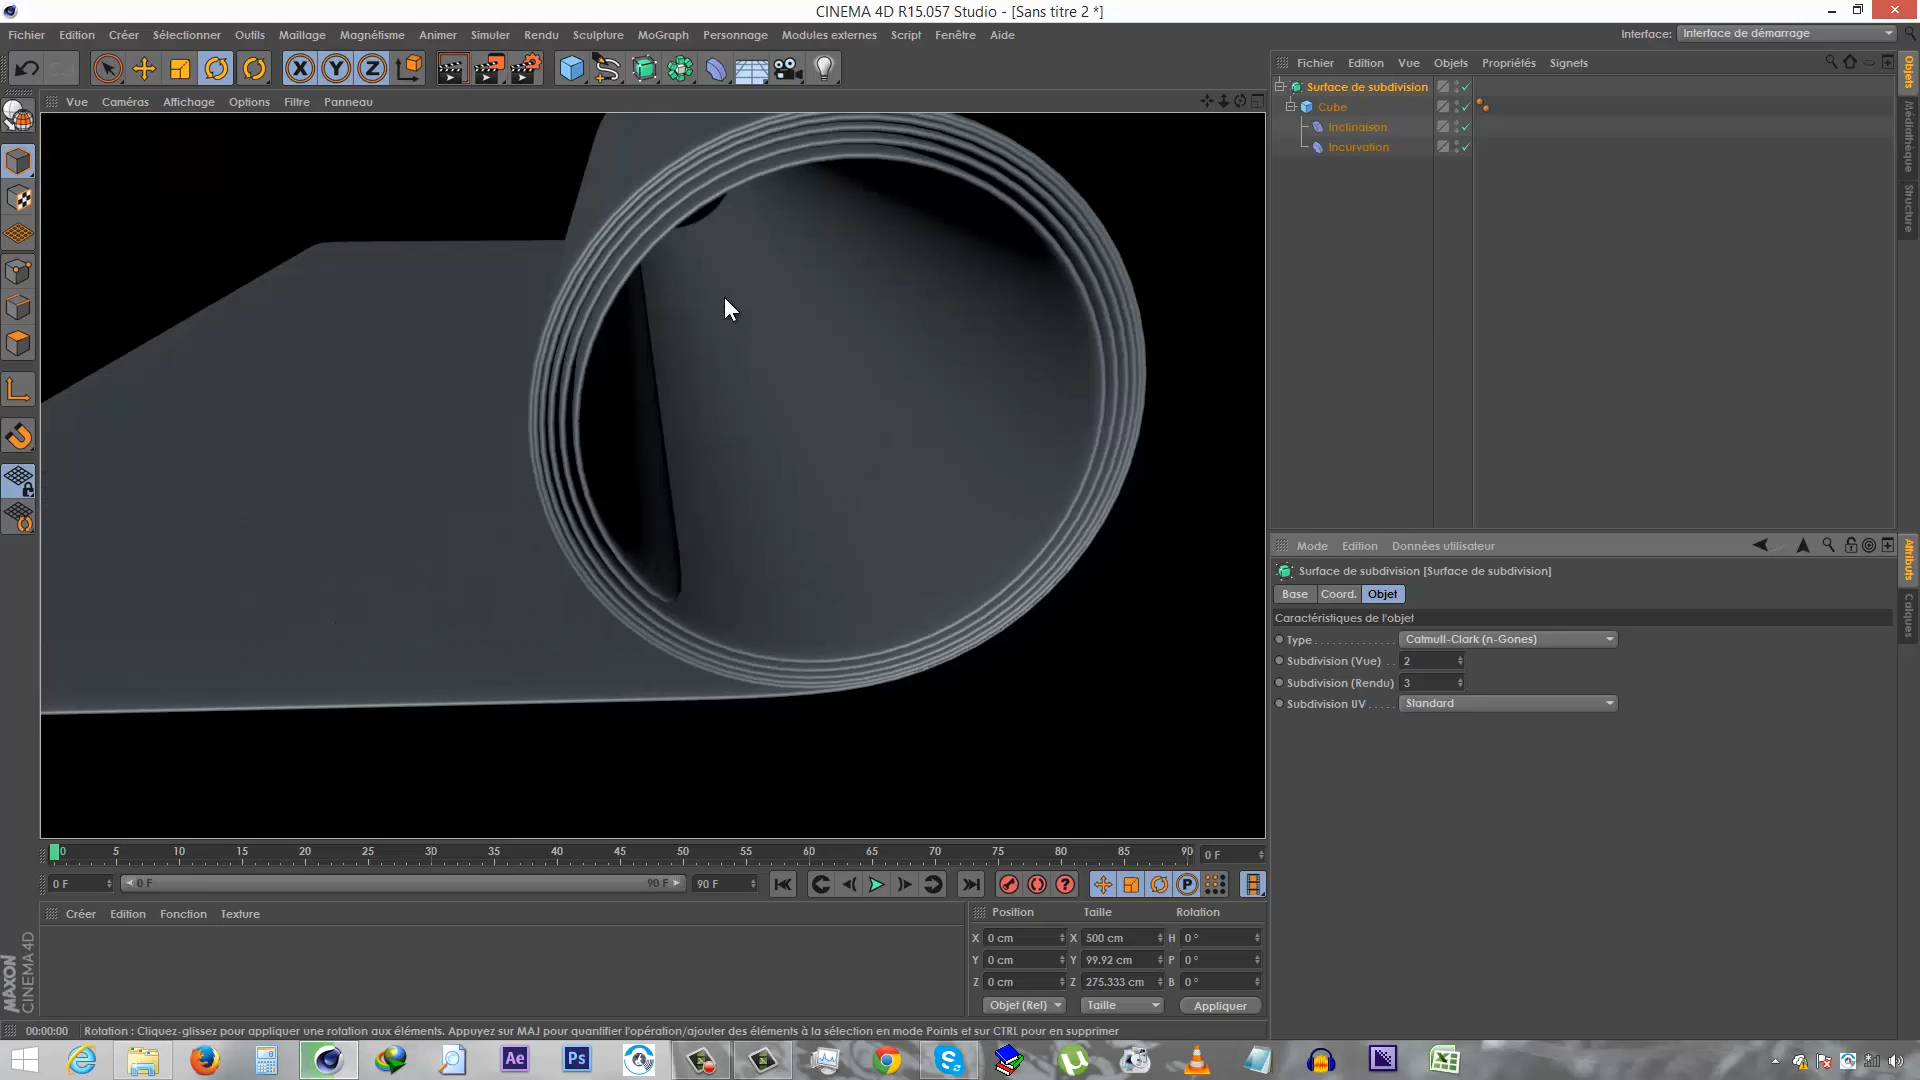 CINEMA 4D R15.057 Studio - [Sans titre 2 *]
Fichier Edition Créer Sélectionner Outils Maillage Magnétisme Animer Simuler Rendu Sculpture MoGraph Personnage Modules externes Script Fenêtre Aide
Interface: Interface de démarrage
X Y Z
Fichier Edition Vue Objets Propriétés Signets
Vue Caméras Affichage Options Filtre Panneau
Surface de subdivision
Cube
Inclinaison
Incurvation
Objets
Médiathèque
Structure
Mode Edition Données utilisateur
Surface de subdivision [Surface de subdivision]
Base Coord. Objet
Caractéristiques de l'objet
Type Catmull-Clark (n-Gones)
Subdivision (Vue) 2
Subdivision (Rendu) 3
Subdivision UV Standard
Attributs
Calques
0 5 10 15 20 25 30 35 40 45 50 55 60 65 70 75 80 85 90 0 F
0 F 0 F 90 F 90 F
Créer Edition Fonction Texture
Position Taille Rotation
X 0 cm X 500 cm H 0 °
Y 0 cm Y 99.92 cm P 0 °
Z 0 cm Z 275.333 cm B 0 °
Objet (Rel) Taille Appliquer
MAXON
CINEMA 4D
00:00:00 Rotation : Cliquez-glissez pour appliquer une rotation aux éléments. Appuyez sur MAJ pour quantifier l'opération/ajouter des éléments à la sélection en mode Points et sur CTRL pour en supprimer
Ae Ps